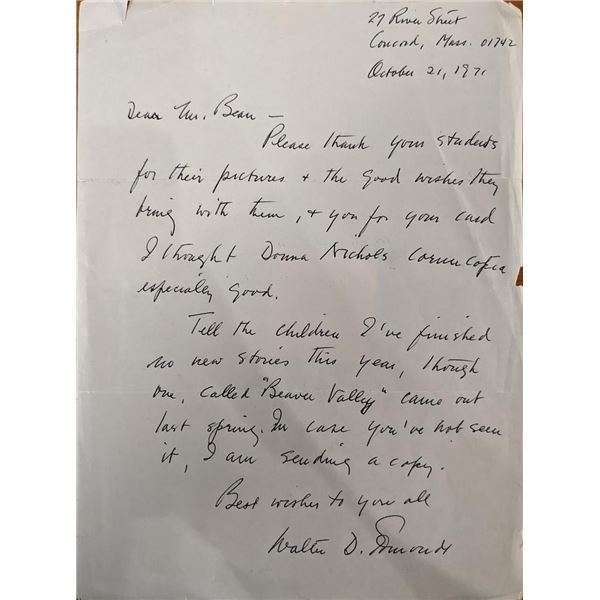 27 River Street
Concord, Mass. 01742
October 21, 1971
Dear Mr. Bean —
Please thank your students
for their pictures + the good wishes they
bring with them, + you for your card
I thought Donna Nichols cornucopia
especially good.
Tell the children I've finished
no new stories this year, though
one, called "Beaver Valley" came out
last spring. In case you've not seen
it, I am sending a copy.
Best wishes to you all
Walter D. Edmonds